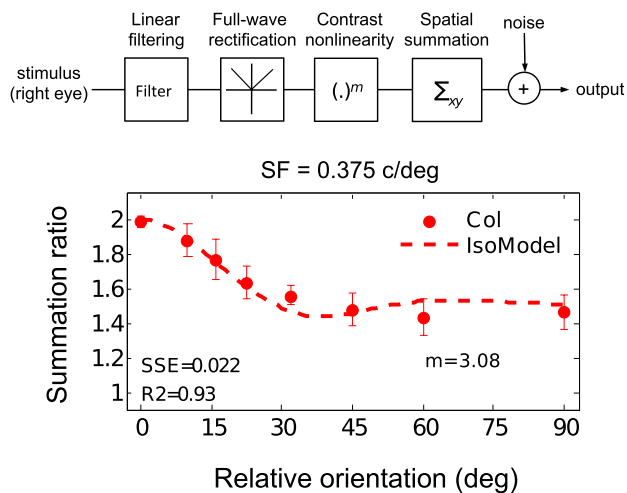 Linear filtering
Full-wave rectification
Contrast nonlinearity
Spatial summation
noise
stimulus (right eye)
Filter
(.)^m
Σxy
+
output
SF = 0.375 c/deg
Summation ratio
2
1.8
1.6
1.4
1.2
1
Col
IsoModel
SSE=0.022
R2=0.93
m=3.08
0 15 30 45 60 75 90
Relative orientation (deg)